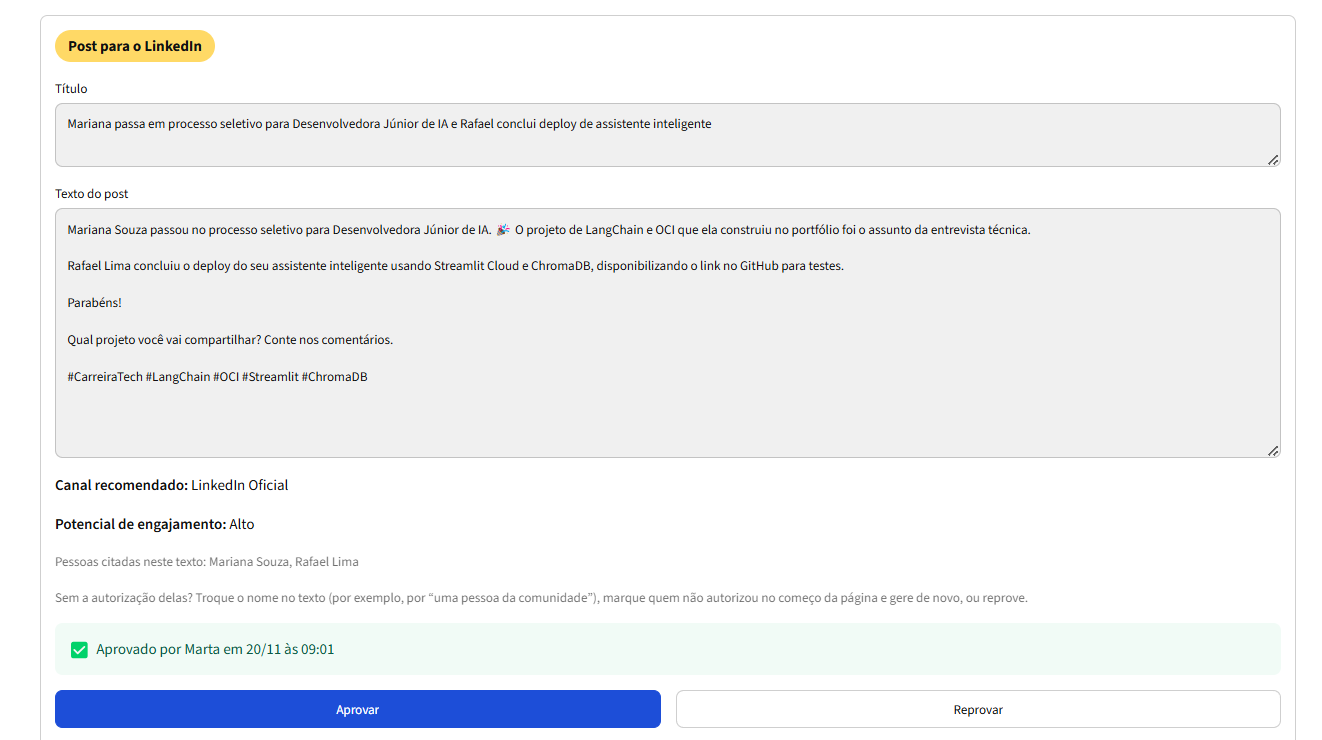 Post para o LinkedIn
Título
Mariana passa em processo seletivo para Desenvolvedora Júnior de IA e Rafael conclui deploy de assistente inteligente
Texto do post
Mariana Souza passou no processo seletivo para Desenvolvedora Júnior de IA. 🎉 O projeto de LangChain e OCI que ela construiu no portfólio foi o assunto da entrevista técnica.
Rafael Lima concluiu o deploy do seu assistente inteligente usando Streamlit Cloud e ChromaDB, disponibilizando o link no GitHub para testes.
Parabéns!
Qual projeto você vai compartilhar? Conte nos comentários.
#CarreiraTech #LangChain #OCI #Streamlit #ChromaDB
Canal recomendado: LinkedIn Oficial
Potencial de engajamento: Alto
Pessoas citadas neste texto: Mariana Souza, Rafael Lima
Sem a autorização delas? Troque o nome no texto (por exemplo, por “uma pessoa da comunidade”), marque quem não autorizou no começo da página e gere de novo, ou reprove.
✅ Aprovado por Marta em 20/11 às 09:01
Aprovar
Reprovar